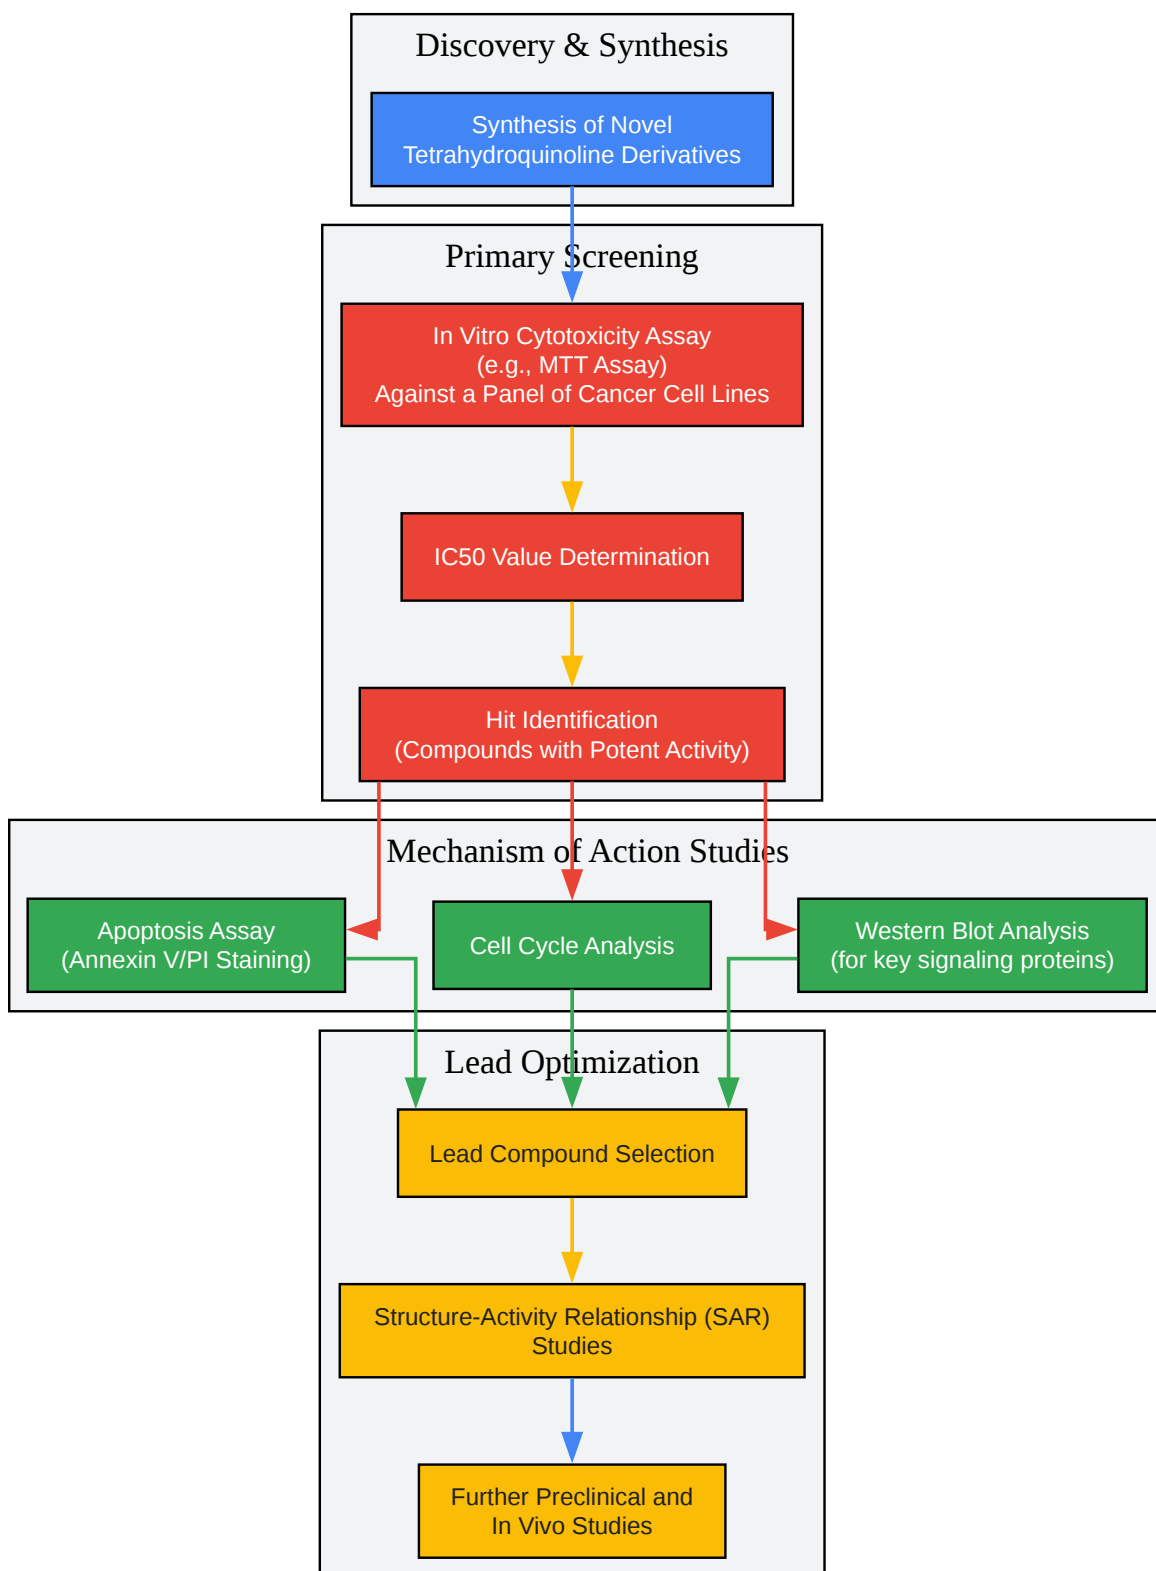 Discovery & Synthesis
Synthesis of Novel
Tetrahydroquinoline Derivatives
Primary Screening
In Vitro Cytotoxicity Assay
(e.g., MTT Assay)
Against a Panel of Cancer Cell Lines
IC50 Value Determination
Hit Identification
(Compounds with Potent Activity)
Mechanism of Action Studies
Apoptosis Assay
(Annexin V/PI Staining)
Cell Cycle Analysis
Western Blot Analysis
(for key signaling proteins)
Lead Optimization
Lead Compound Selection
Structure-Activity Relationship (SAR)
Studies
Further Preclinical and
In Vivo Studies